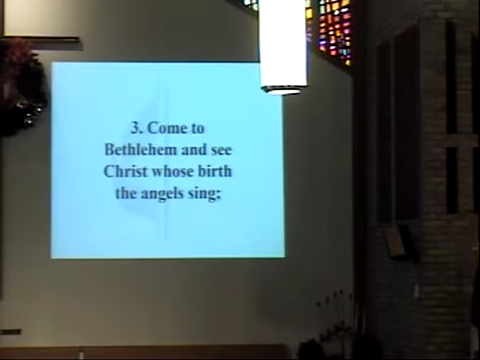 3. Come to
Bethlehem and see
Christ whose birth
the angels sing;